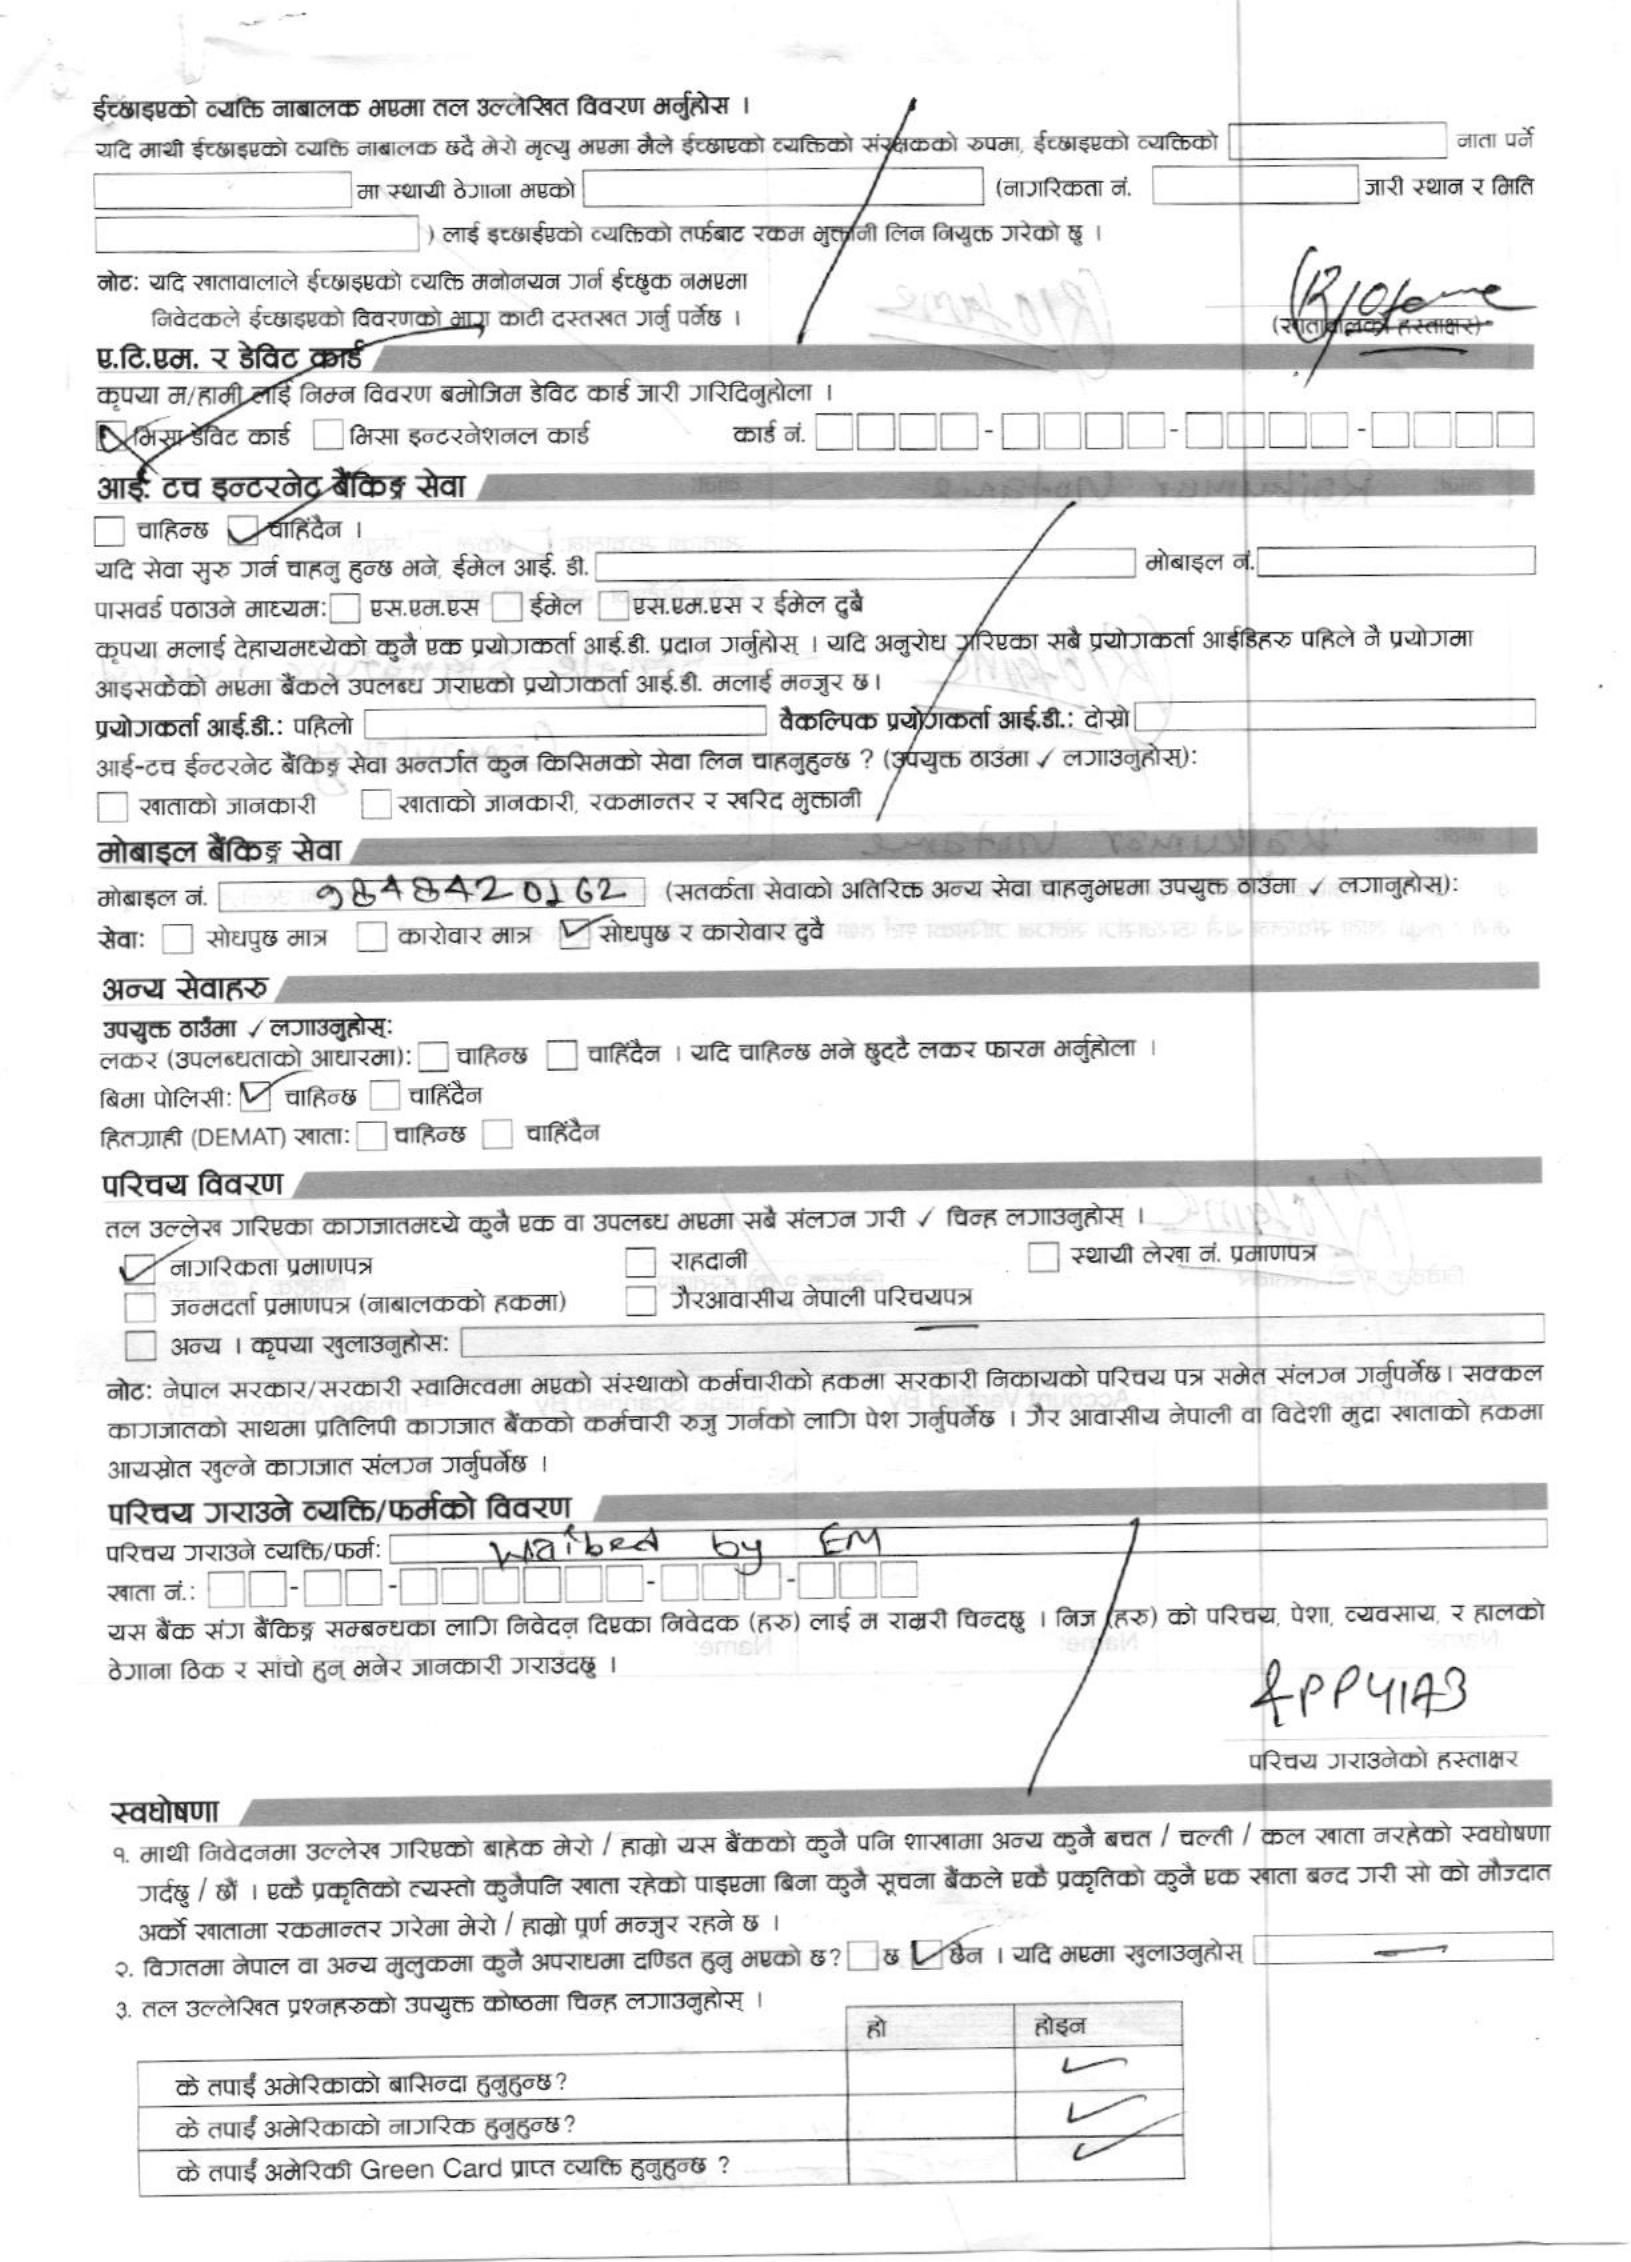 ईच्छाइएको व्यक्ति नाबालक भएमा तल उल्लेखित विवरण भर्नुहोस ।
यदि माथी ईच्छाइएको व्यक्ति नाबालक छदै मेरो मृत्यु भएमा मैले ईच्छाएको व्यक्तिको संरक्षकको रुपमा, ईच्छाइएको व्यक्तिको नाता पर्ने
मा स्थायी ठेगाना भएको (नागरिकता नं. जारी स्थान र मिति
) लाई इच्छाईएको व्यक्तिको तर्फबाट रकम भुक्तानी लिन नियुक्त गरेको छु ।
नोट: यदि खातावालाले ईच्छाइएको व्यक्ति मनोनयन गर्न ईच्छुक नभएमा
निवेदकले ईच्छाइएको विवरणको भाग काटी दस्तखत गर्नु पर्नेछ ।
(खातावालको हस्ताक्षर)
ए.टि.एम. र डेविट कार्ड
कृपया म/हामी लाई निम्न विवरण बमोजिम डेविट कार्ड जारी गरिदिनुहोला ।
भिसा डेविट कार्ड भिसा इन्टरनेशनल कार्ड कार्ड नं. - - -
आई. टच इन्टरनेट बैंकिङ्ग सेवा
चाहिन्छ चाहिंदैन ।
यदि सेवा सुरु गर्न चाहनु हुन्छ भने, ईमेल आई. डी. मोबाइल नं.
पासवर्ड पठाउने माध्यम: एस.एम.एस ईमेल एस.एम.एस र ईमेल दुबै
कृपया मलाई देहायमध्येको कुनै एक प्रयोगकर्ता आई.डी. प्रदान गर्नुहोस् । यदि अनुरोध गरिएका सबै प्रयोगकर्ता आईडिहरु पहिले नै प्रयोगमा
आइसकेको भएमा बैंकले उपलब्ध गराएको प्रयोगकर्ता आई.डी. मलाई मन्जुर छ।
प्रयोगकर्ता आई.डी.: पहिलो वैकल्पिक प्रयोगकर्ता आई.डी.: दोस्रो
आई-टच ईन्टरनेट बैंकिङ्ग सेवा अन्तर्गत कुन किसिमको सेवा लिन चाहनुहुन्छ ? (उपयुक्त ठाउंमा ✓ लगाउनुहोस्):
खाताको जानकारी खाताको जानकारी, रकमान्तर र खरिद भुक्तानी
मोबाइल बैंकिङ्ग सेवा
मोबाइल नं. 9848420162 (सतर्कता सेवाको अतिरिक्त अन्य सेवा चाहनुभएमा उपयुक्त ठाउँमा ✓ लगानुहोस):
सेवा: सोधपुछ मात्र कारोवार मात्र सोधपुछ र कारोवार दुवै
अन्य सेवाहरु
उपयुक्त ठाउँमा ✓ लगाउनुहोस्:
लकर (उपलब्धताको आधारमा): चाहिन्छ चाहिंदैन । यदि चाहिन्छ भने छुट्टै लकर फारम भर्नुहोला ।
बिमा पोलिसी: चाहिन्छ चाहिंदैन
हितग्राही (DEMAT) खाता: चाहिन्छ चाहिंदैन
परिचय विवरण
तल उल्लेख गरिएका कागजातमध्ये कुनै एक वा उपलब्ध भएमा सबै संलग्न गरी ✓ चिन्ह लगाउनुहोस् ।
नागरिकता प्रमाणपत्र राहदानी स्थायी लेखा नं. प्रमाणपत्र
जन्मदर्ता प्रमाणपत्र (नाबालकको हकमा) गैरआवासीय नेपाली परिचयपत्र
अन्य । कृपया खुलाउनुहोस:
नोट: नेपाल सरकार/सरकारी स्वामित्वमा भएको संस्थाको कर्मचारीको हकमा सरकारी निकायको परिचय पत्र समेत संलग्न गर्नुपर्नेछ। सक्कल
कागजातको साथमा प्रतिलिपी कागजात बैंकको कर्मचारी रुजु गर्नको लागि पेश गर्नुपर्नेछ । गैर आवासीय नेपाली वा विदेशी मुद्रा खाताको हकमा
आयस्रोत खुल्ने कागजात संलग्न गर्नुपर्नेछ ।
परिचय गराउने व्यक्ति/फर्मको विवरण
परिचय गराउने व्यक्ति/फर्म: Waibed by EM
खाता नं.: - - - -
यस बैंक संग बैंकिङ्ग सम्बन्धका लागि निवेदन दिएका निवेदक (हरु) लाई म राम्ररी चिन्दछु । निज (हरु) को परिचय, पेशा, व्यवसाय, र हालको
ठेगाना ठिक र सांचो हुन् भनेर जानकारी गराउंदछु ।
परिचय गराउनेको हस्ताक्षर
स्वघोषणा
१. माथी निवेदनमा उल्लेख गरिएको बाहेक मेरो / हाम्रो यस बैंकको कुनै पनि शाखामा अन्य कुनै बचत / चल्ती / कल खाता नरहेको स्वघोषणा
गर्दछु / छौं । एकै प्रकृतिको त्यस्तो कुनैपनि खाता रहेको पाइएमा बिना कुनै सूचना बैंकले एकै प्रकृतिको कुनै एक खाता बन्द गरी सो को मौज्दात
अर्को खातामा रकमान्तर गरेमा मेरो / हाम्रो पूर्ण मन्जुर रहने छ ।
२. विगतमा नेपाल वा अन्य मुलुकमा कुनै अपराधमा दण्डित हुनु भएको छ? छ छैन । यदि भएमा खुलाउनुहोस्
३. तल उल्लेखित प्रश्नहरुको उपयुक्त कोष्ठमा चिन्ह लगाउनुहोस् ।
हो होइन
के तपाईं अमेरिकाको बासिन्दा हुनुहुन्छ?
के तपाईं अमेरिकाको नागरिक हुनुहुन्छ?
के तपाईं अमेरिकी Green Card प्राप्त व्यक्ति हुनुहुन्छ ?